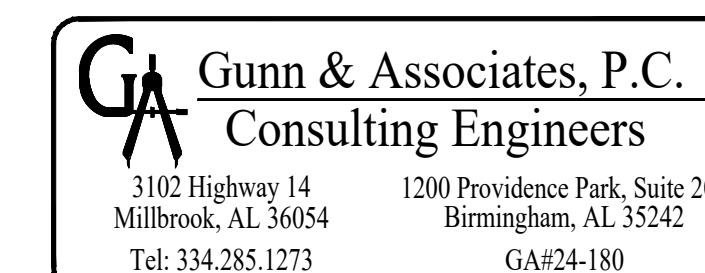 GA
Gunn & Associates, P.C.
Consulting Engineers
3102 Highway 14
Millbrook, AL 36054
Tel: 334.285.1273
1200 Providence Park, Suite
Birmingham, AL 35242
GA#24-180